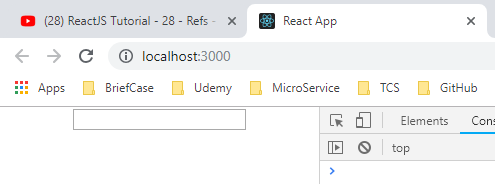 (28) ReactJS Tutorial - 28 - Refs - React App
localhost:3000
Apps BriefCase Udemy MicroService TCS GitHub
Elements Cons
top